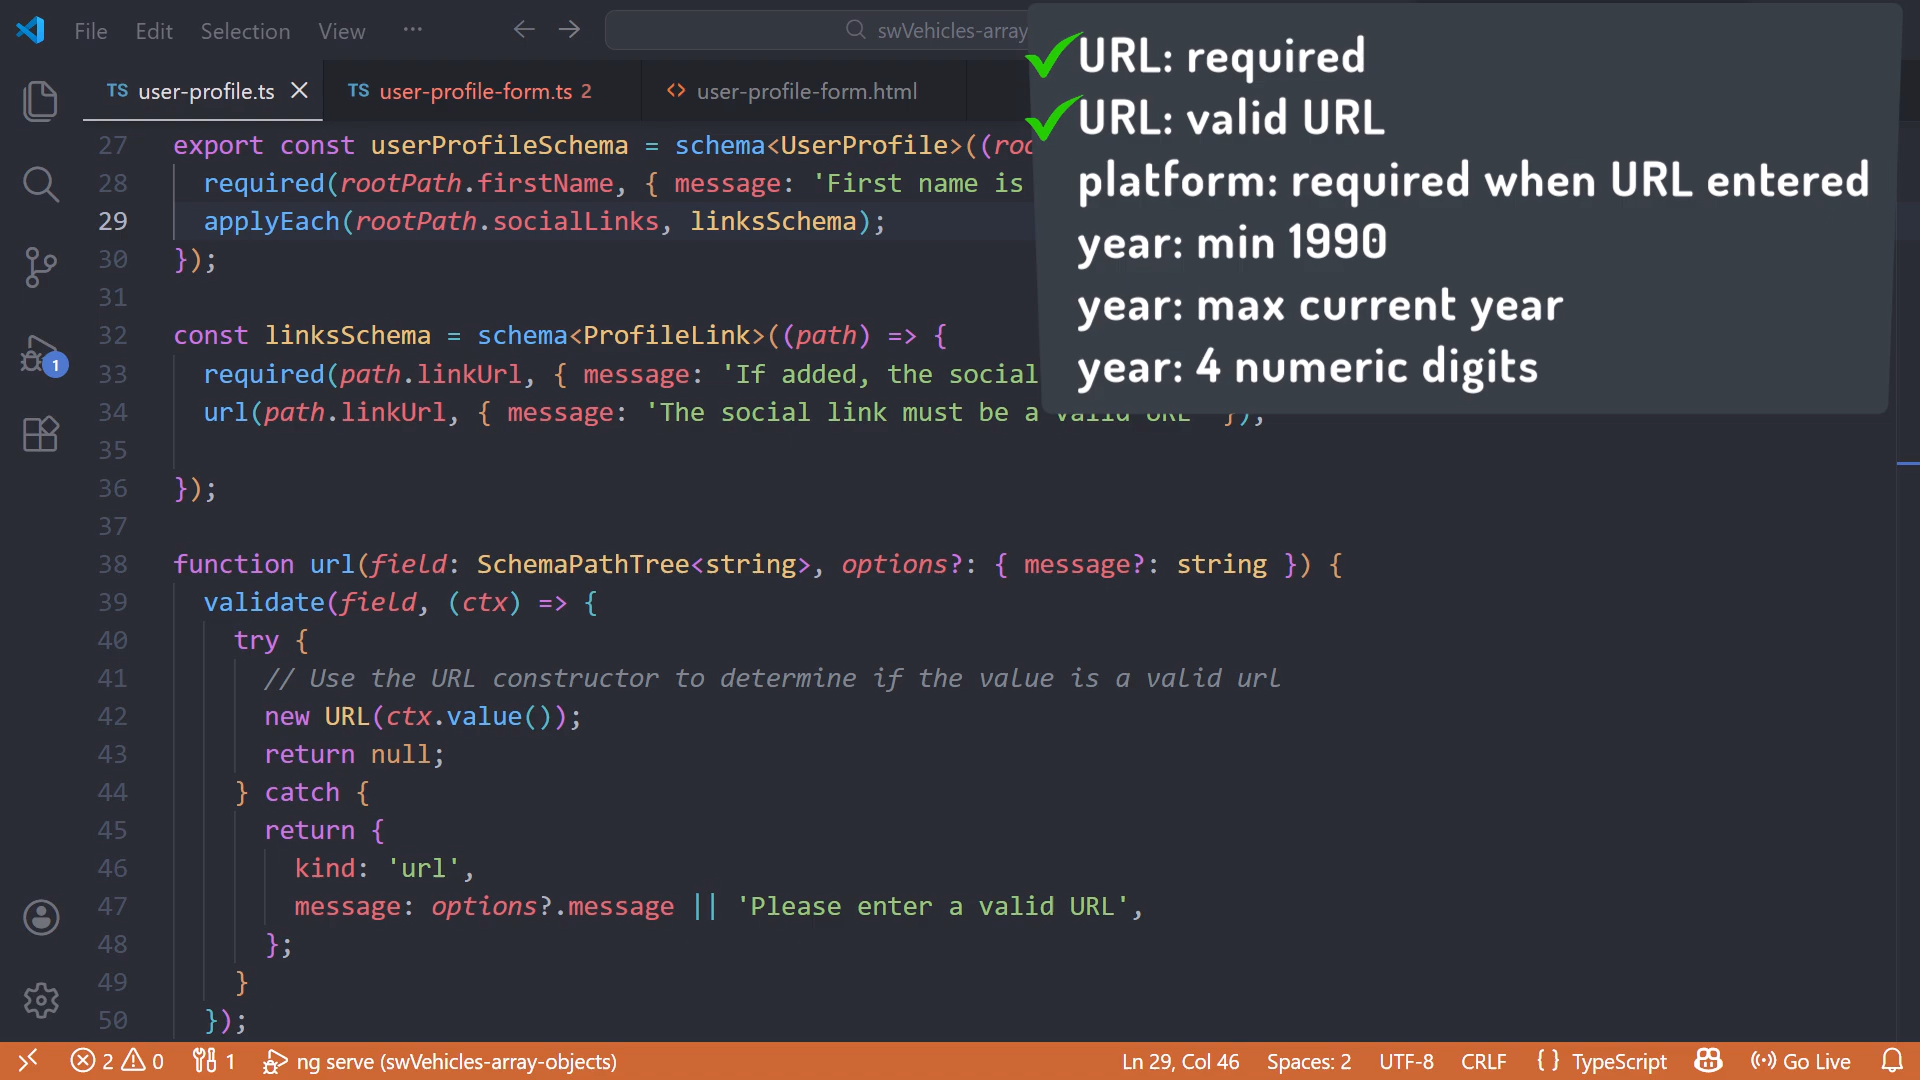 File Edit Selection View ... swVehicles-array
URL: required
URL: valid URL
platform: required when URL entered
year: min 1990
year: max current year
year: 4 numeric digits
TS user-profile.ts
TS user-profile-form.ts 2
<> user-profile-form.html
27 export const userProfileSchema = schema<UserProfile>((roo
28 required(rootPath.firstName, { message: 'First name is
29 applyEach(rootPath.socialLinks, linksSchema);
30 });
31
32 const linksSchema = schema<ProfileLink>((path) => {
33 required(path.linkUrl, { message: 'If added, the social
34 url(path.linkUrl, { message: 'The social link must be a valid URL' });
35
36 });
37
38 function url(field: SchemaPathTree<string>, options?: { message?: string }) {
39 validate(field, (ctx) => {
40 try {
41 // Use the URL constructor to determine if the value is a valid url
42 new URL(ctx.value());
43 return null;
44 } catch {
45 return {
46 kind: 'url',
47 message: options?.message || 'Please enter a valid URL',
48 };
49 }
50 });
1
2 0 1 ng serve (swVehicles-array-objects) Ln 29, Col 46 Spaces: 2 UTF-8 CRLF { } TypeScript Go Live